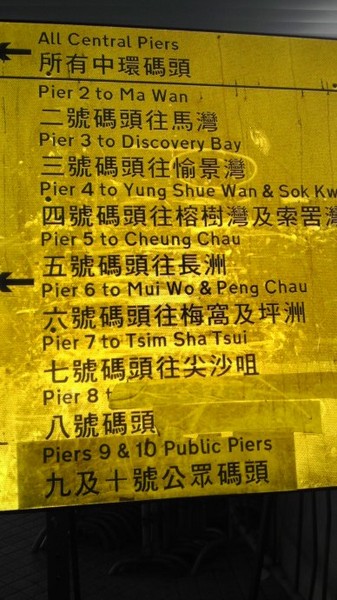 All Central Piers
所有中環碼頭
Pier 2 to Ma Wan
二號碼頭往馬灣
Pier 3 to Discovery Bay
三號碼頭往愉景灣
Pier 4 to Yung Shue Wan & Sok Kw
四號碼頭往榕樹灣及索罟灣
Pier 5 to Cheung Chau
五號碼頭往長洲
Pier 6 to Mui Wo & Peng Chau
六號碼頭往梅窩及坪洲
Pier 7 to Tsim Sha Tsui
七號碼頭往尖沙咀
Pier 8 t
八號碼頭
Piers 9 & 10 Public Piers
九及十號公眾碼頭